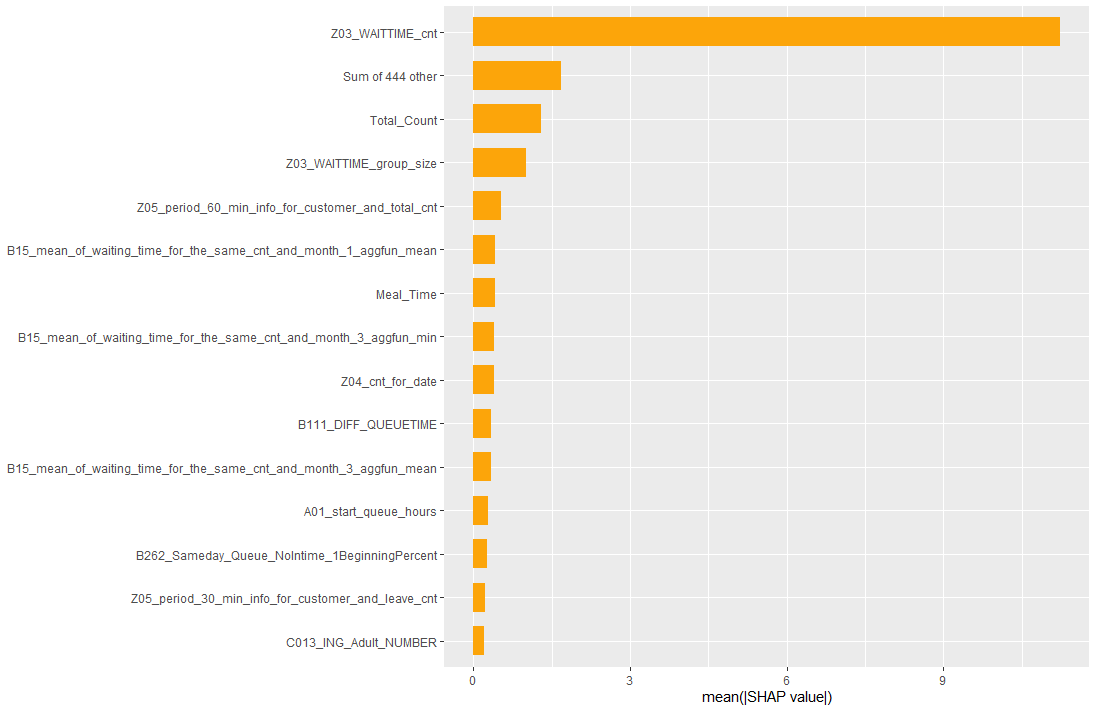 Z03_WAITTIME_cnt
Sum of 444 other
Total_Count
Z03_WAITTIME_group_size
Z05_period_60_min_info_for_customer_and_total_cnt
B15_mean_of_waiting_time_for_the_same_cnt_and_month_1_aggfun_mean
Meal_Time
B15_mean_of_waiting_time_for_the_same_cnt_and_month_3_aggfun_min
Z04_cnt_for_date
B111_DIFF_QUEUETIME
B15_mean_of_waiting_time_for_the_same_cnt_and_month_3_aggfun_mean
A01_start_queue_hours
B262_Sameday_Queue_NoIntime_1BeginningPercent
Z05_period_30_min_info_for_customer_and_leave_cnt
C013_ING_Adult_NUMBER
0 3 6 9
mean(|SHAP value|)